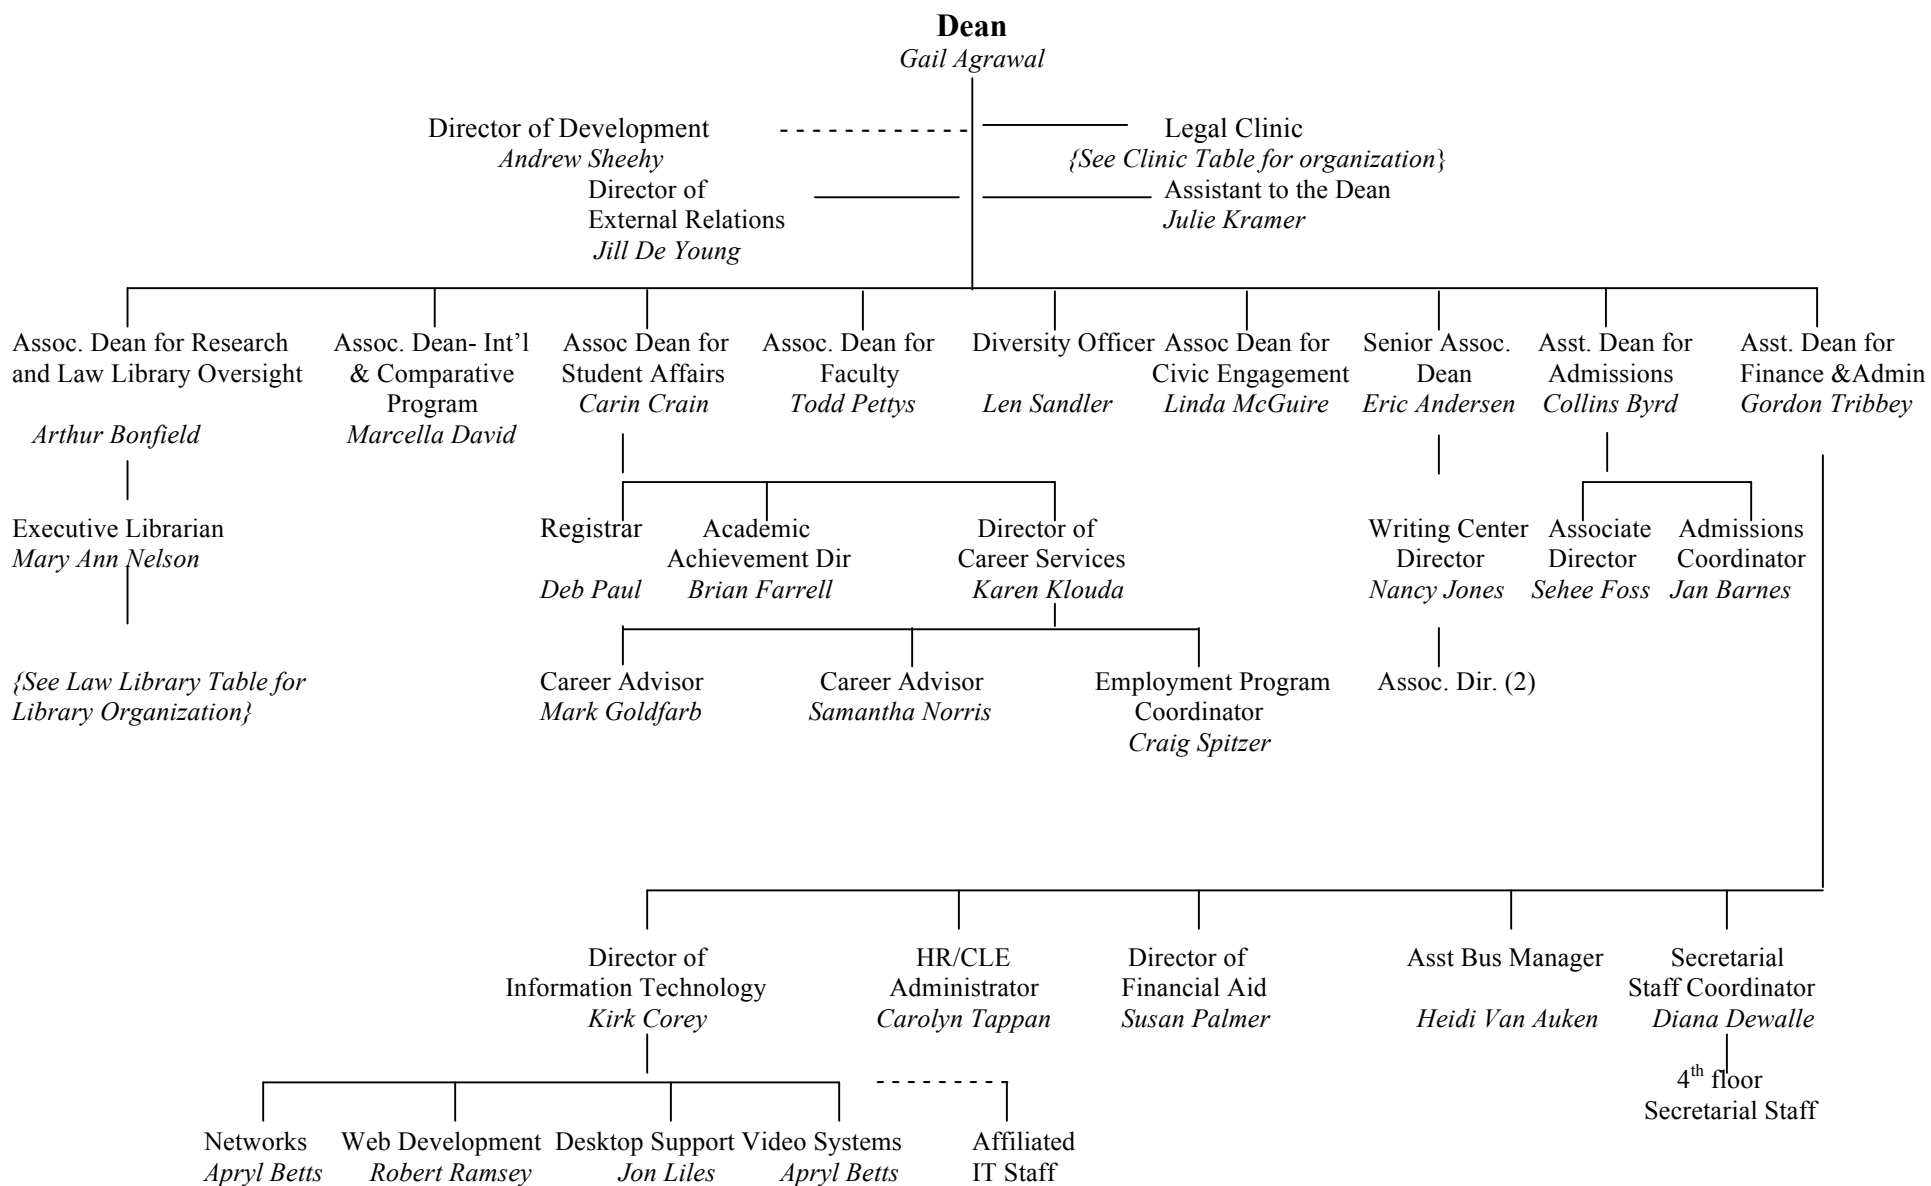 Dean
Gail Agrawal
Director of Development
Andrew Sheehy
Legal Clinic
{See Clinic Table for organization}
Director of
External Relations
Jill De Young
Assistant to the Dean
Julie Kramer
Assoc. Dean for Research
and Law Library Oversight
Arthur Bonfield
Assoc. Dean- Int’l
& Comparative
Program
Marcella David
Assoc Dean for
Student Affairs
Carin Crain
Assoc. Dean for
Faculty
Todd Pettys
Diversity Officer
Len Sandler
Assoc Dean for
Civic Engagement
Linda McGuire
Senior Assoc.
Dean
Eric Andersen
Asst. Dean for
Admissions
Collins Byrd
Asst. Dean for
Finance &Admin
Gordon Tribbey
Executive Librarian
Mary Ann Nelson
Registrar
Deb Paul
Academic
Achievement Dir
Brian Farrell
Director of
Career Services
Karen Klouda
Writing Center
Director
Nancy Jones
Associate
Director
Sehee Foss
Admissions
Coordinator
Jan Barnes
{See Law Library Table for
Library Organization}
Career Advisor
Mark Goldfarb
Career Advisor
Samantha Norris
Employment Program
Coordinator
Craig Spitzer
Assoc. Dir. (2)
Director of
Information Technology
Kirk Corey
HR/CLE
Administrator
Carolyn Tappan
Director of
Financial Aid
Susan Palmer
Asst Bus Manager
Heidi Van Auken
Secretarial
Staff Coordinator
Diana Dewalle
4th floor
Secretarial Staff
Networks
Apryl Betts
Web Development
Robert Ramsey
Desktop Support
Jon Liles
Video Systems
Apryl Betts
Affiliated
IT Staff